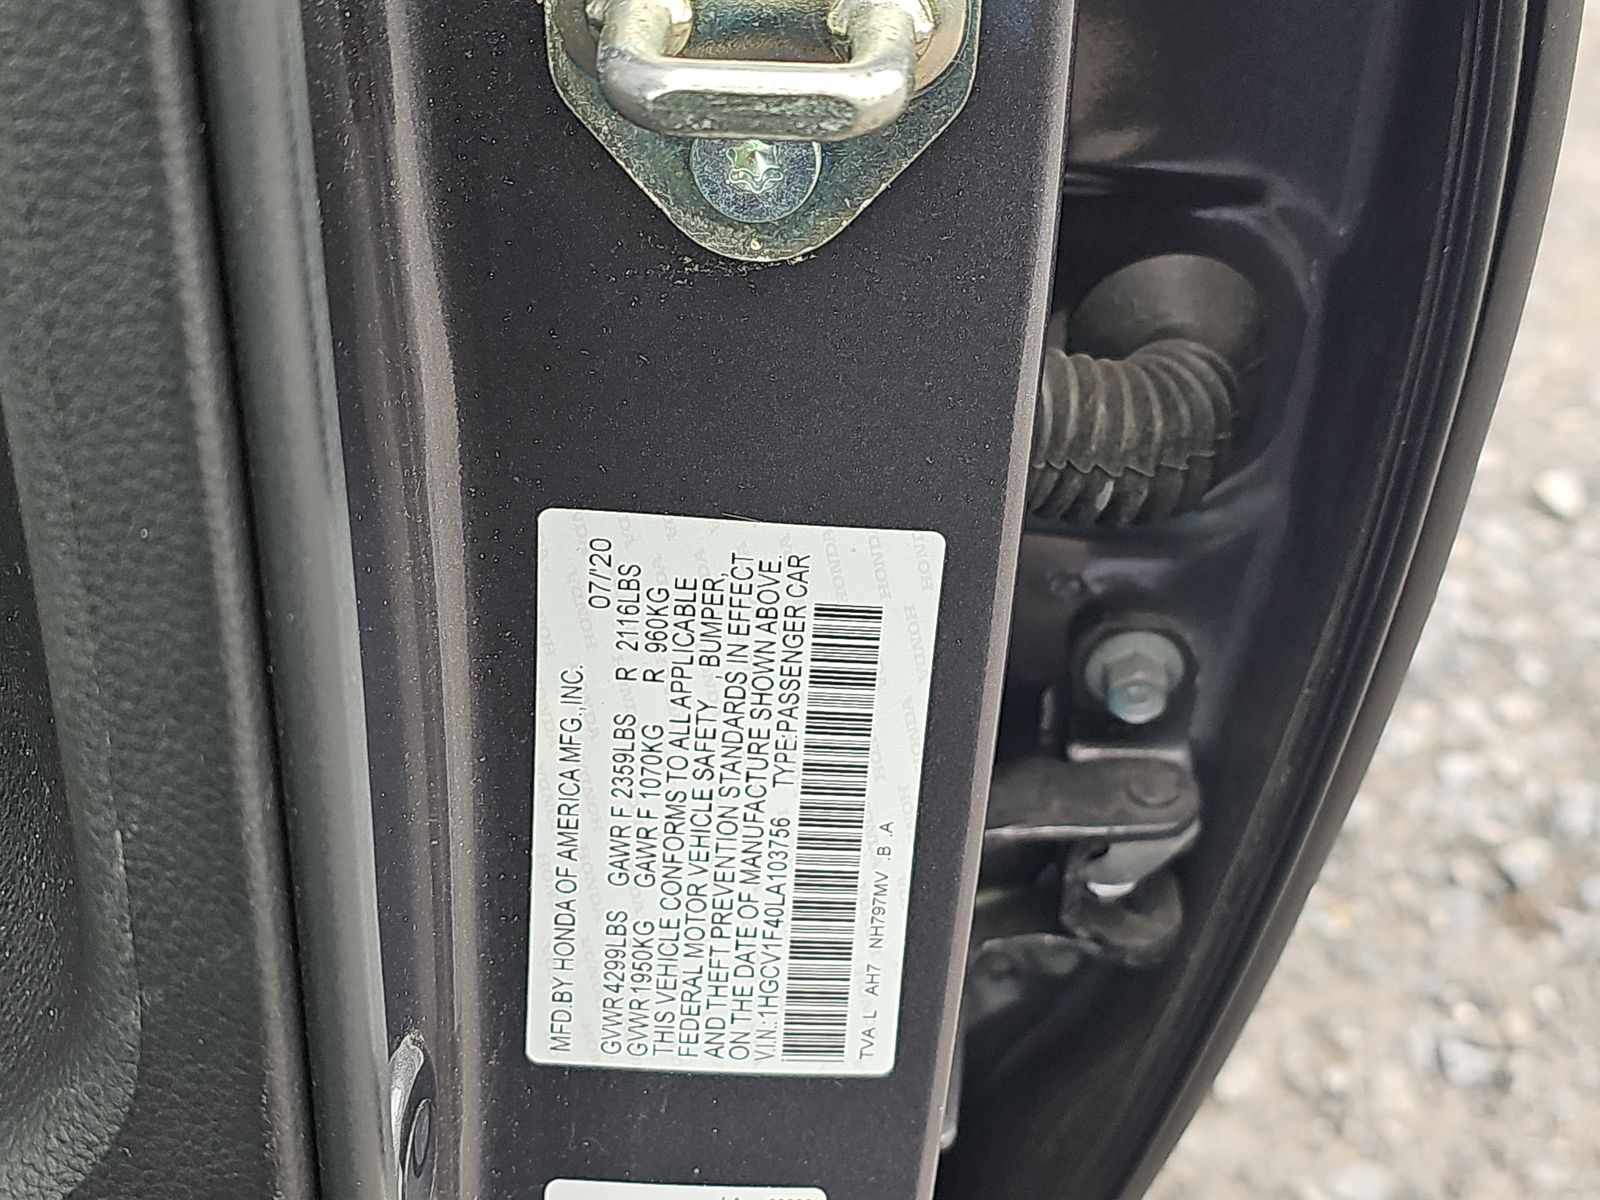 MFD.BY HONDA OF AMERICA MFG.,INC. 07/'20
GVWR 4299LBS GAWR F 2359LBS R 2116LBS
GVWR 1950KG GAWR F 1070KG R 960KG
THIS VEHICLE CONFORMS TO ALL APPLICABLE
FEDERAL MOTOR VEHICLE SAFETY, BUMPER,
AND THEFT PREVENTION STANDARDS IN EFFECT
ON THE DATE OF MANUFACTURE SHOWN ABOVE.
V.I.N.:1HGCV1F40LA103756 TYPE:PASSENGER CAR
TVA L AH7 NH797MV .B .A